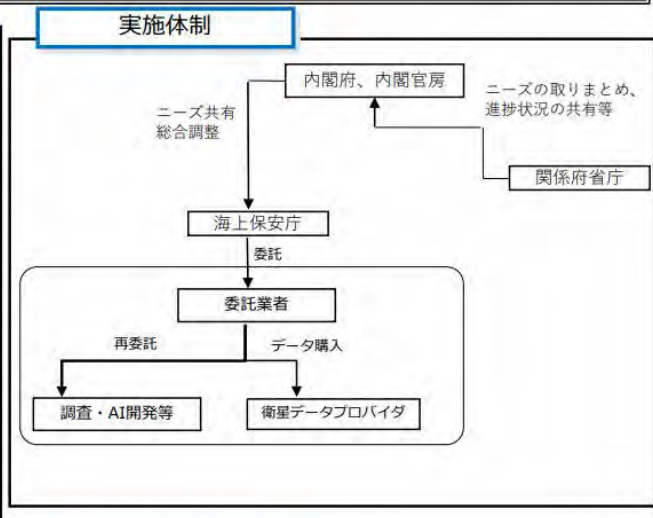 実施体制
内閣府、内閣官房
ニーズの取りまとめ、
進捗状況の共有等
ニーズ共有
総合調整
関係府省庁
海上保安庁
委託
委託業者
再委託
データ購入
調査・AI開発等
衛星データプロバイダ